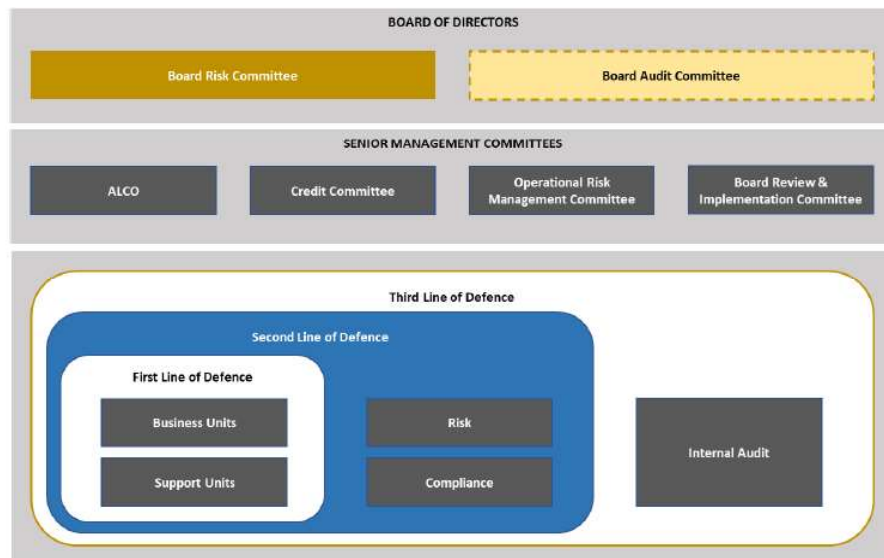 BOARD OF DIRECTORS
Board Risk Committee
Board Audit Committee
SENIOR MANAGEMENT COMMITTEES
ALCO
Credit Committee
Operational Risk
Management Committee
Board Review &
Implementation Committee
Third Line of Defence
Second Line of Defence
First Line of Defence
Business Units
Risk
Internal Audit
Support Units
Compliance